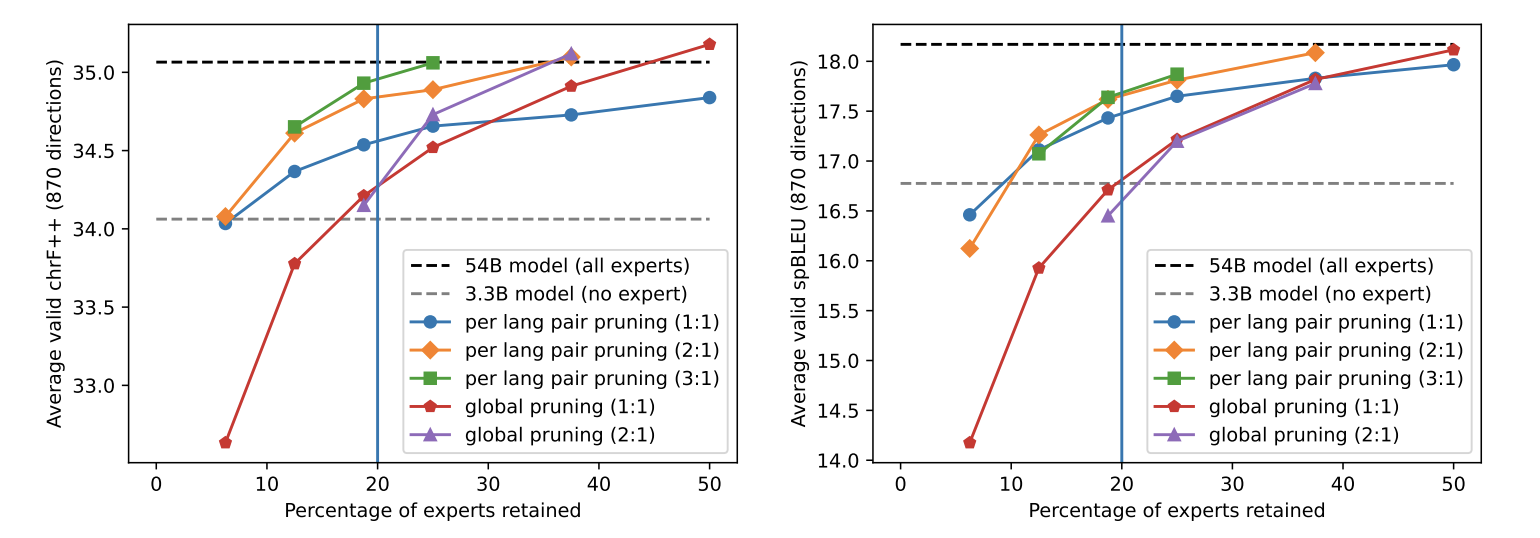 Average valid chrF++ (870 directions)
35.0
34.5
34.0
33.5
33.0
0
10
20
30
40
50
Percentage of experts retained
54B model (all experts)
3.3B model (no expert)
per lang pair pruning (1:1)
per lang pair pruning (2:1)
per lang pair pruning (3:1)
global pruning (1:1)
global pruning (2:1)
Average valid spBLEU (870 directions)
18.0
17.5
17.0
16.5
16.0
15.5
15.0
14.5
14.0
0
10
20
30
40
50
Percentage of experts retained
54B model (all experts)
3.3B model (no expert)
per lang pair pruning (1:1)
per lang pair pruning (2:1)
per lang pair pruning (3:1)
global pruning (1:1)
global pruning (2:1)